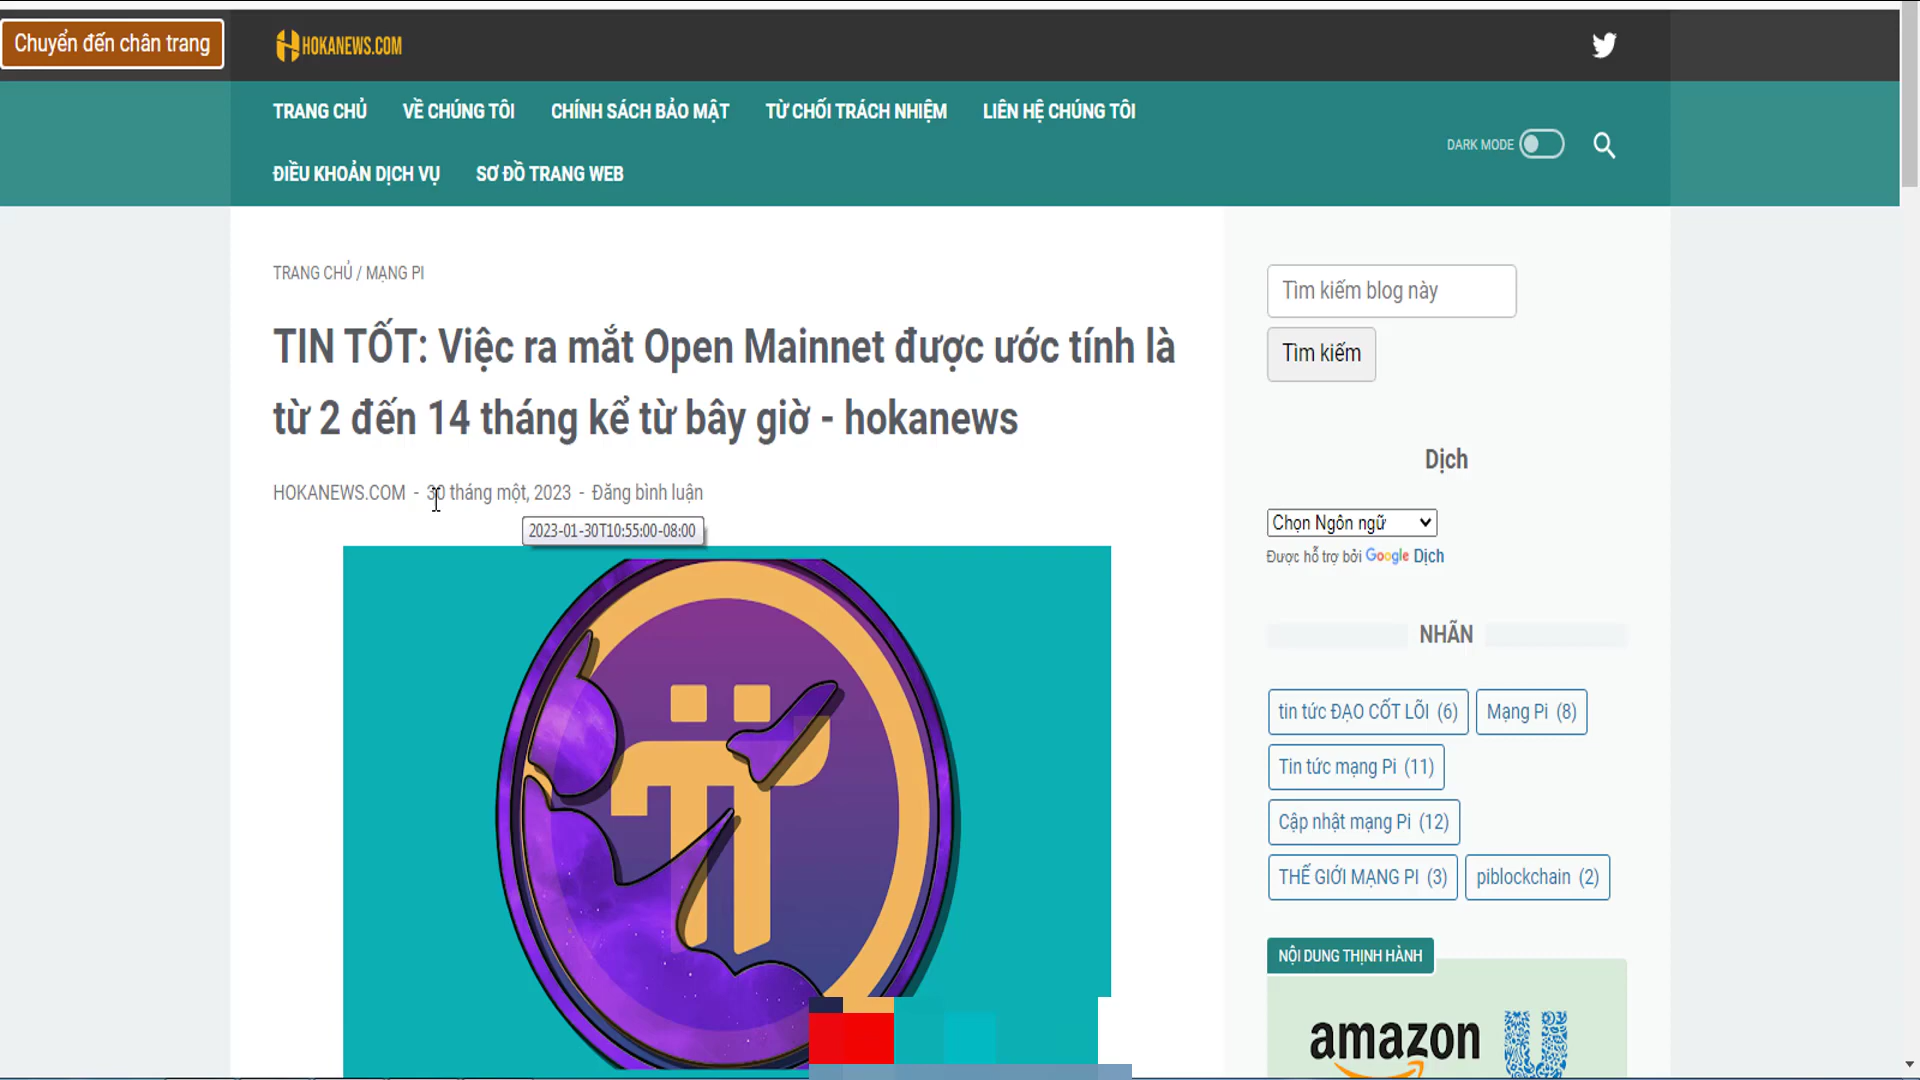 Chuyển đến chân trang
HOKANEWS.COM
TRANG CHỦ VỀ CHÚNG TÔI CHÍNH SÁCH BẢO MẬT TỪ CHỐI TRÁCH NHIỆM LIÊN HỆ CHÚNG TÔI
DARK MODE
ĐIỀU KHOẢN DỊCH VỤ SƠ ĐỒ TRANG WEB
TRANG CHỦ / MẠNG PI
TIN TỐT: Việc ra mắt Open Mainnet được ước tính là
từ 2 đến 14 tháng kể từ bây giờ - hokanews
HOKANEWS.COM - 30 tháng một, 2023 - Đăng bình luận
2023-01-30T10:55:00-08:00
Tìm kiếm blog này
Tìm kiếm
Dịch
Chọn Ngôn ngữ
Được hỗ trợ bởi Google Dịch
NHÃN
tin tức ĐẠO CỐT LÕI (6) Mạng Pi (8)
Tin tức mạng Pi (11)
Cập nhật mạng Pi (12)
THẾ GIỚI MẠNG PI (3) piblockchain (2)
NỘI DUNG THỊNH HÀNH
amazon